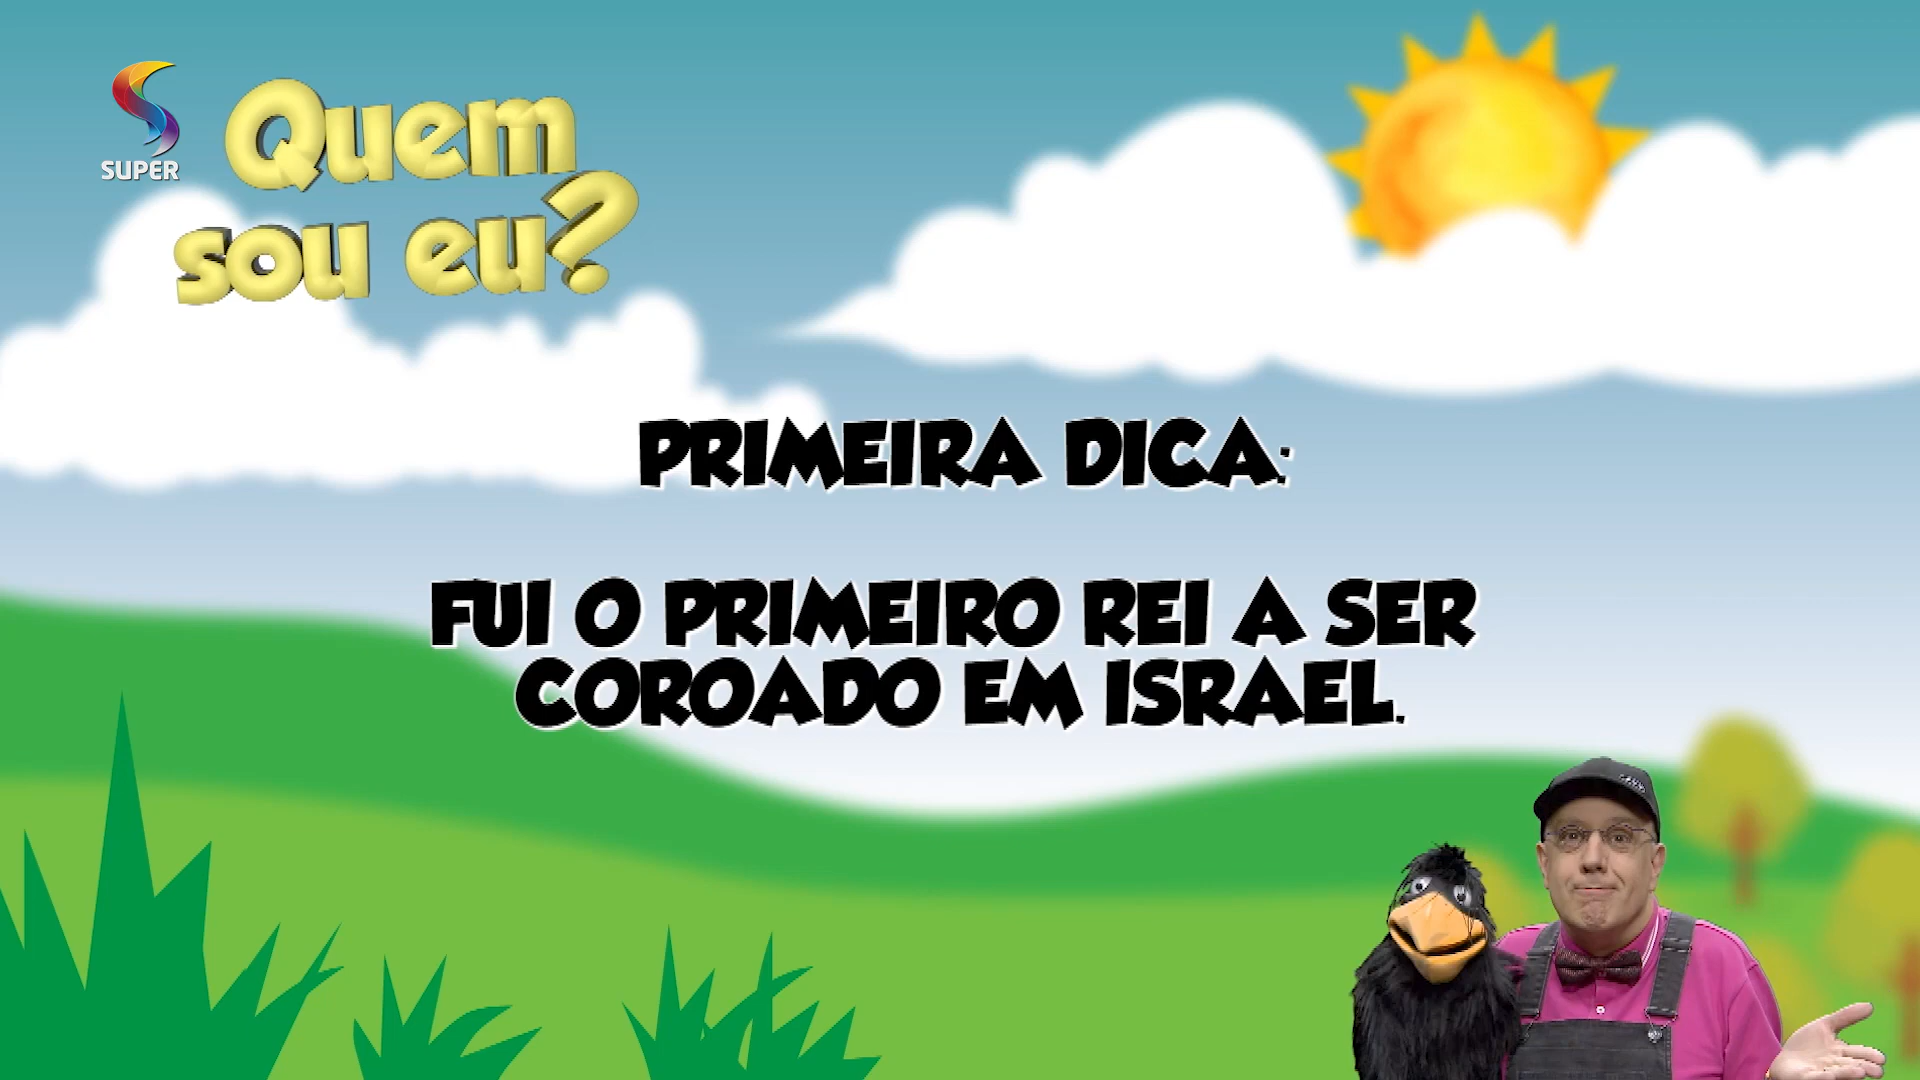 SUPER
Quem
sou eu?
PRIMEIRA DICA:
FUI O PRIMEIRO REI A SER
COROADO EM ISRAEL.